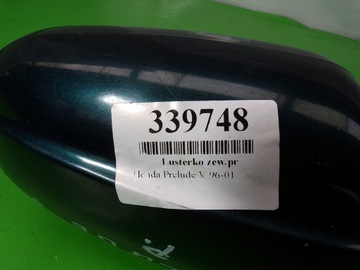 339748
Lusterko zew.pr
Honda Prelude V 96-01